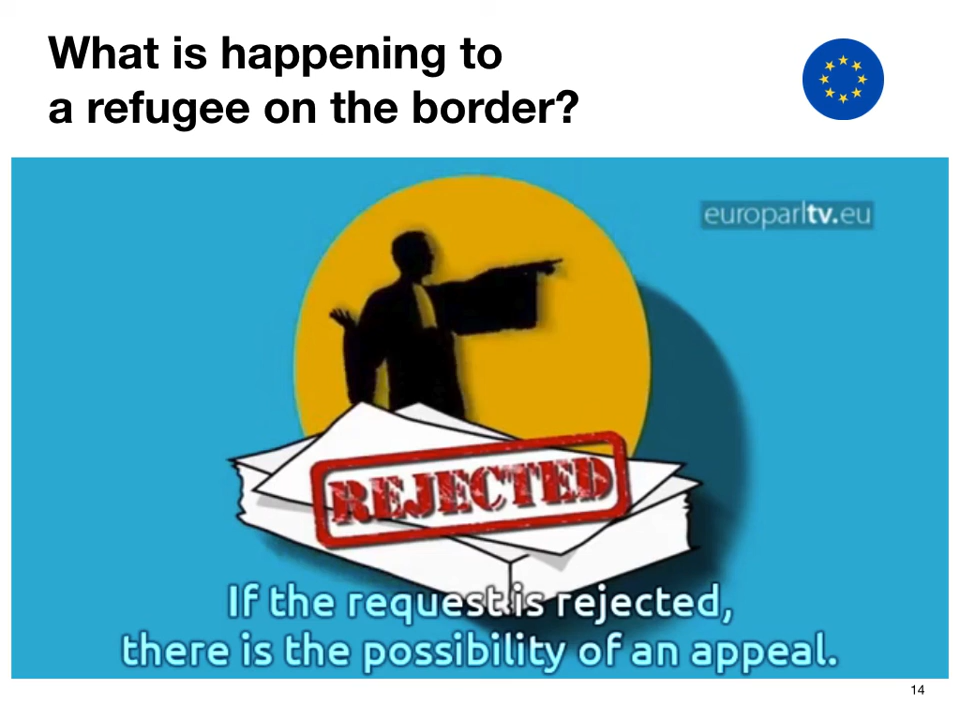 What is happening to
a refugee on the border?
europarltv.eu
REJECTED
If the request is rejected,
there is the possibility of an appeal.
14